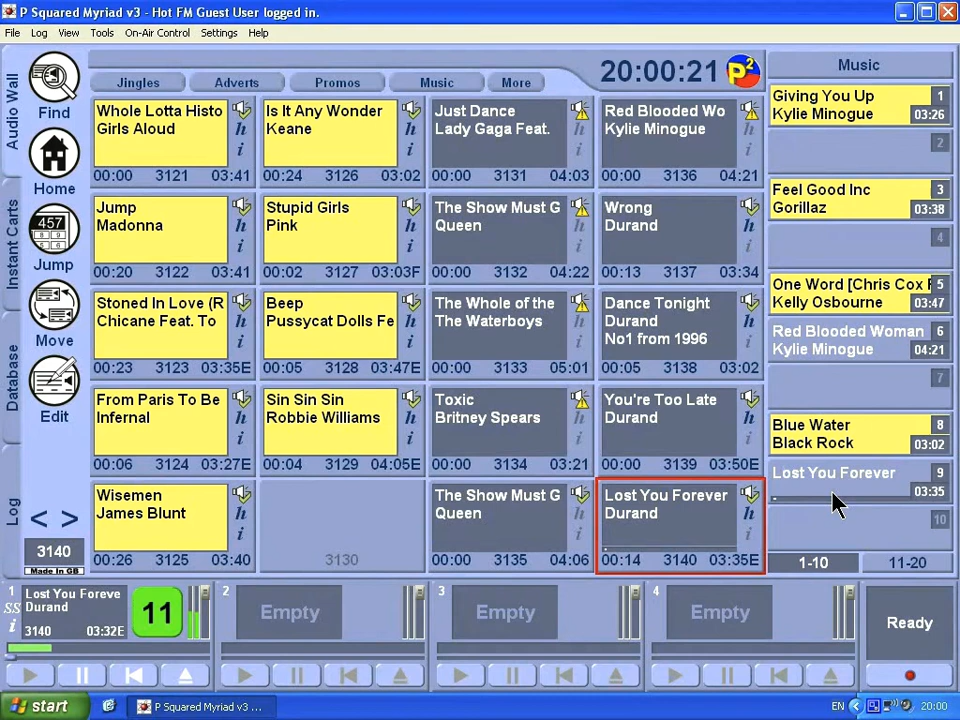 P Squared Myriad v3 - Hot FM Guest User logged in.
File Log View Tools On-Air Control Settings Help
Audio Wall
Instant Carts
Database
Log
Find
Home
457
Jump
Move
Edit
< >
3140
Made In GB
Jingles Adverts Promos Music More 20:00:21 P2
Whole Lotta Histo
Girls Aloud
h
i
00:00 3121 03:41
Is It Any Wonder
Keane
h
i
00:24 3126 03:02
Just Dance
Lady Gaga Feat.
h
i
00:00 3131 04:03
Red Blooded Wo
Kylie Minogue
h
i
00:00 3136 04:21
Jump
Madonna
h
i
00:20 3122 03:41
Stupid Girls
Pink
h
i
00:02 3127 03:03F
The Show Must G
Queen
h
i
00:00 3132 04:22
Wrong
Durand
h
i
00:13 3137 03:34
Stoned In Love (R
Chicane Feat. To
h
i
00:23 3123 03:35E
Beep
Pussycat Dolls Fe
h
i
00:05 3128 03:47E
The Whole of the
The Waterboys
h
i
00:00 3133 05:01
Dance Tonight
Durand
No1 from 1996
h
i
00:05 3138 03:02
From Paris To Be
Infernal
h
i
00:06 3124 03:27E
Sin Sin Sin
Robbie Williams
h
i
00:04 3129 04:05E
Toxic
Britney Spears
h
i
00:00 3134 03:21
You're Too Late
Durand
h
i
00:00 3139 03:50E
Wisemen
James Blunt
h
i
00:26 3125 03:40
3130
The Show Must G
Queen
h
i
00:00 3135 04:06
Lost You Forever
Durand
h
i
00:14 3140 03:35E
Music
Giving You Up 1
Kylie Minogue 03:26
2
Feel Good Inc 3
Gorillaz 03:38
4
One Word [Chris Cox 5
Kelly Osbourne 03:47
Red Blooded Woman 6
Kylie Minogue 04:21
7
Blue Water 8
Black Rock 03:02
Lost You Forever 9
03:35
10
1-10 11-20
1
SS
i
Lost You Foreve
Durand
3140 03:32E
11
2
Empty
3
Empty
4
Empty
Ready
start P Squared Myriad v3 ... EN 20:00